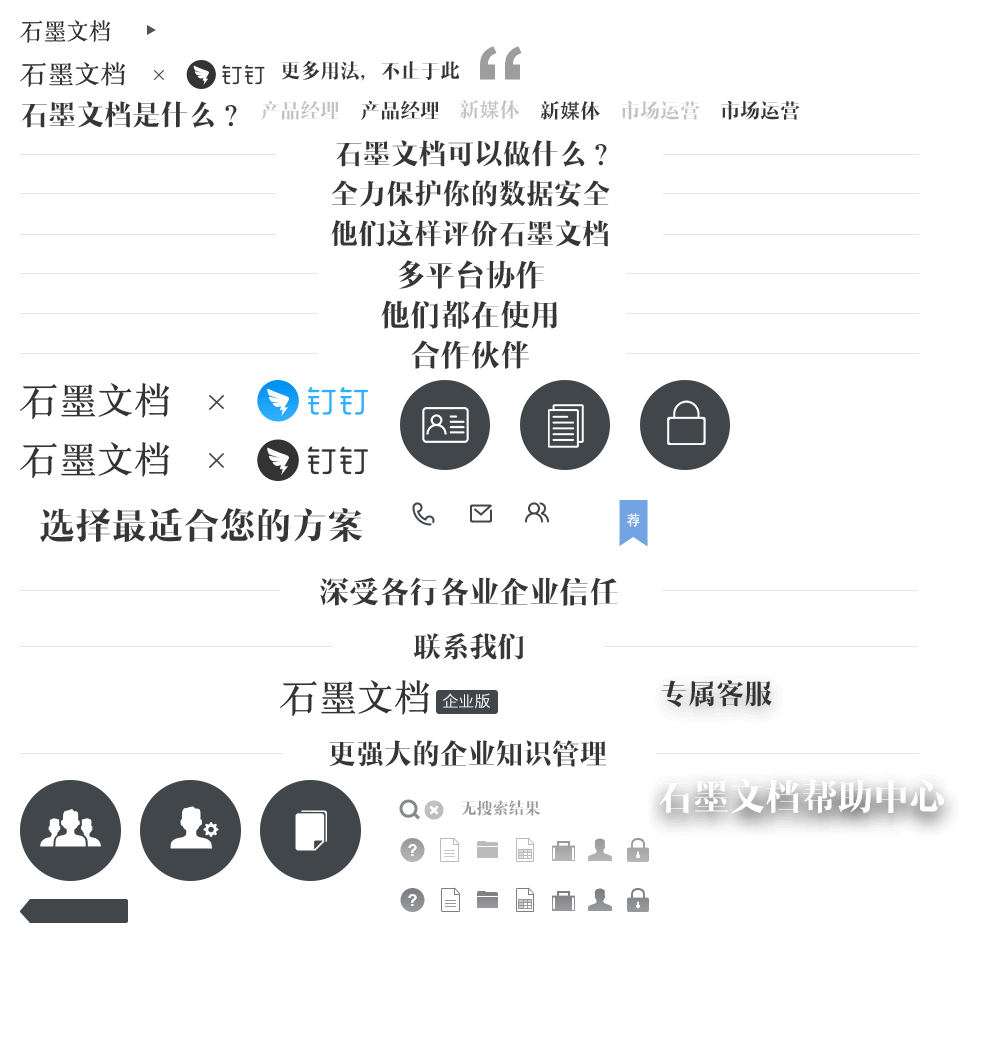 石墨文档
石墨文档 × 钉钉 更多用法，不止于此
石墨文档是什么？ 产品经理 产品经理 新媒体 新媒体 市场运营 市场运营
石墨文档可以做什么？
全力保护你的数据安全
他们这样评价石墨文档
多平台协作
他们都在使用
合作伙伴
石墨文档 × 钉钉
石墨文档 × 钉钉
选择最适合您的方案
荐
深受各行各业企业信任
联系我们
石墨文档 企业版
专属客服
更强大的企业知识管理
石墨文档帮助中心
无搜索结果